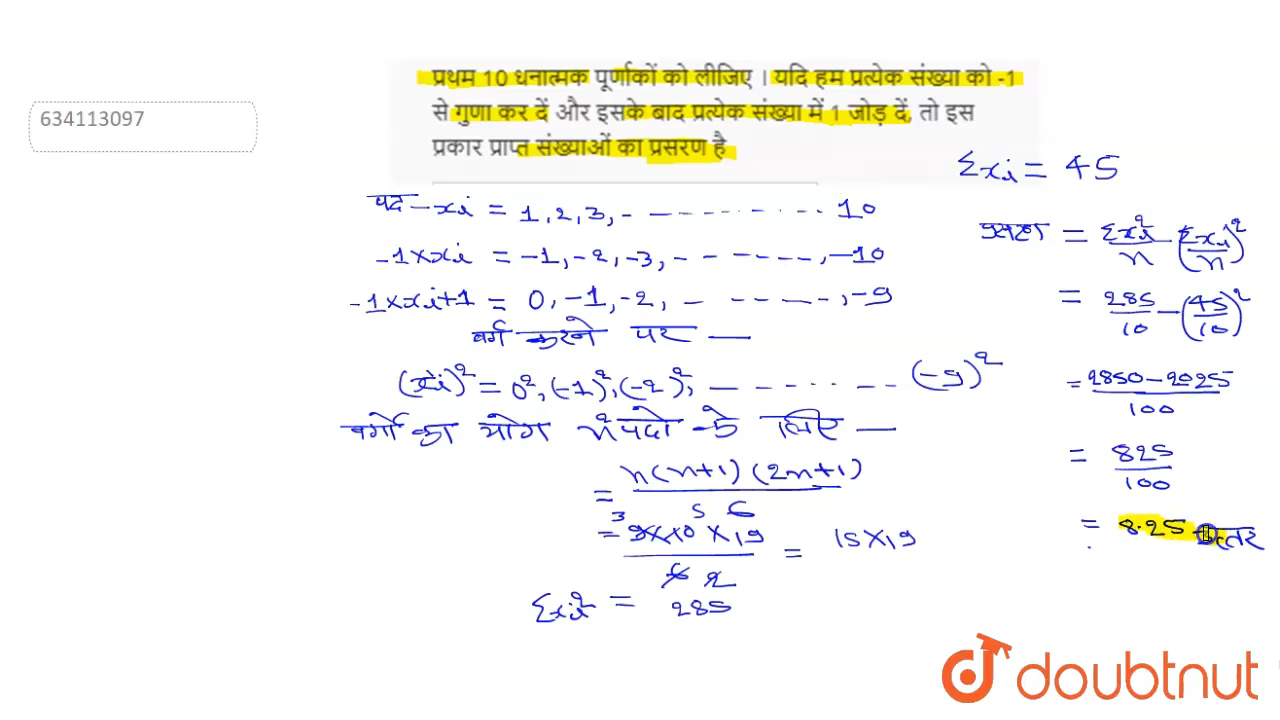 634113097
प्रथम 10 धनात्मक पूर्णाकों को लीजिए । यदि हम प्रत्येक संख्या को -1
से गुणा कर दें और इसके बाद प्रत्येक संख्या में 1 जोड़ दें, तो इस
प्रकार प्राप्त संख्याओं का प्रसरण है
पद - xi = 1, 2, 3, - - - - - - - - - 10
-1×xi = -1, -2, -3, - - - - - - -, -10
-1×xi+1 = 0, -1, -2, - - - - - -, -9
वर्ग करने पर —
(xi)² = 0², (-1)², (-2)², - - - - - - - - (-9)²
वर्गो का योग n पदो के लिए —
= n(n+1)(2n+1)
6
= 9×10×19
6 2
= 15×19
Σxi² = 285
Σxi = 45
प्रसरण = Σxi²/n - (Σxi/n)²
= 285/10 - (45/10)²
= 2850-2025
100
= 825
100
= 8.25 उत्तर
doubtnut